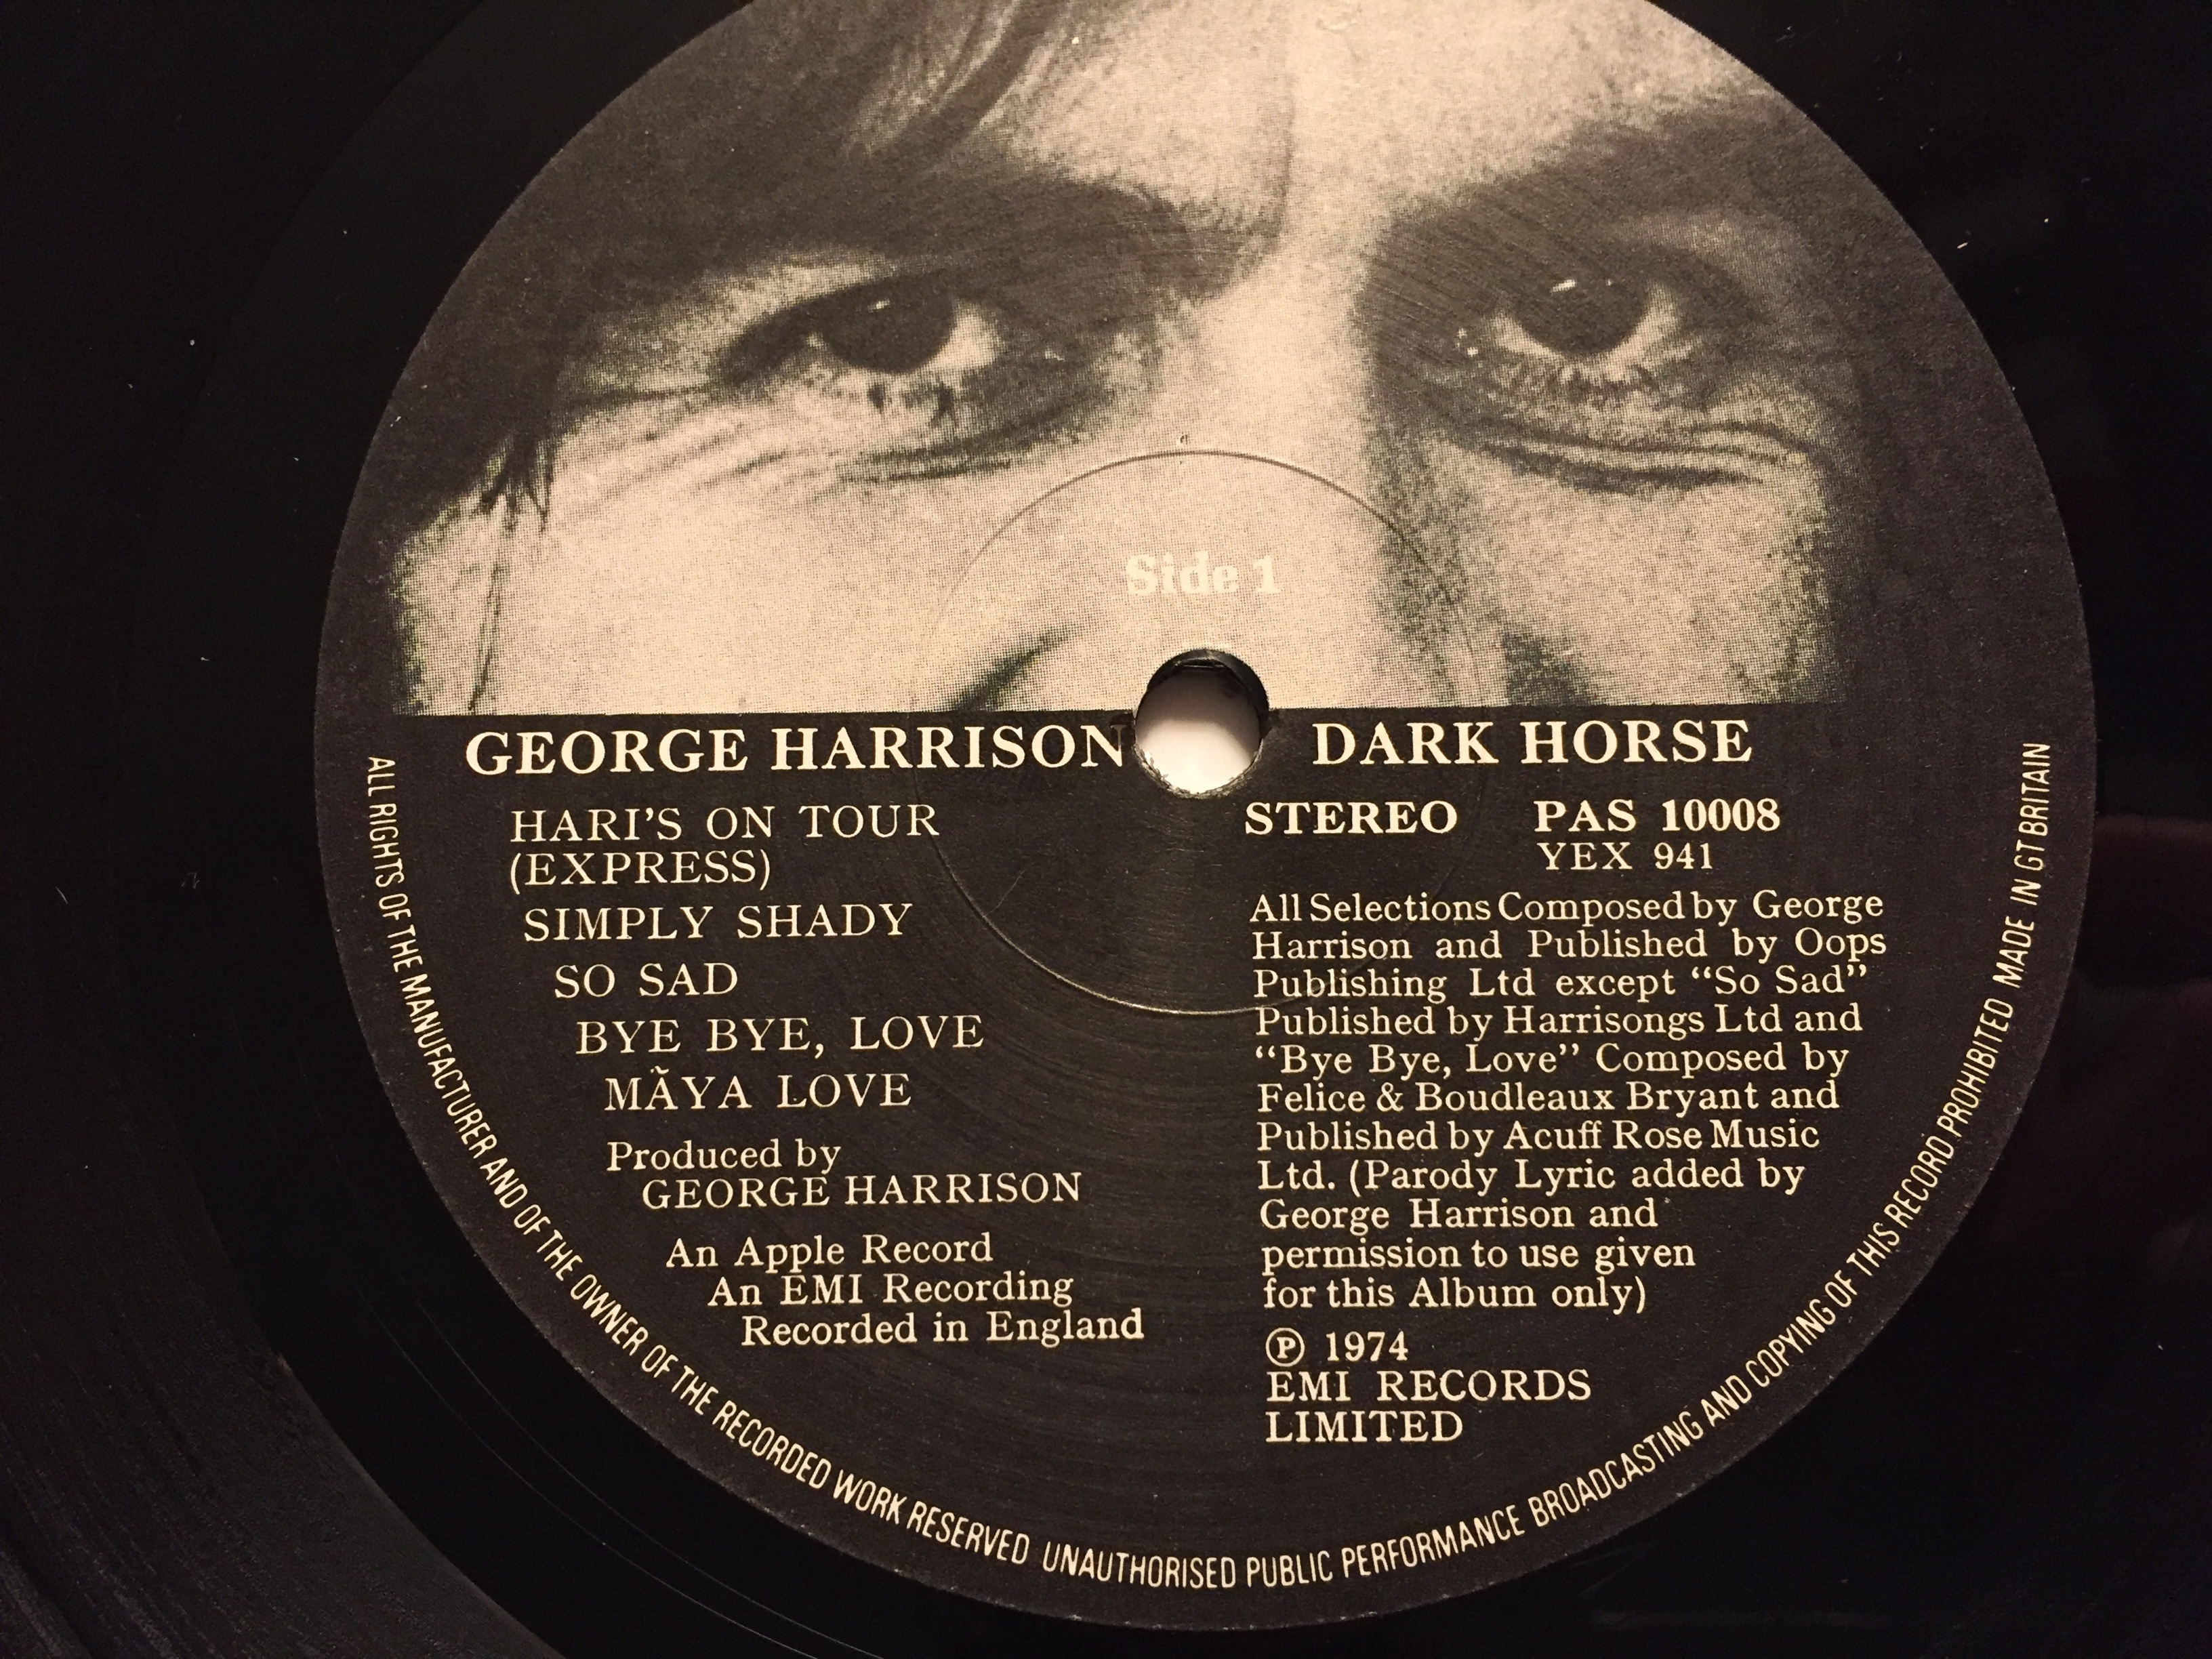 Side 1
GEORGE HARRISON
DARK HORSE
HARI'S ON TOUR
(EXPRESS)
SIMPLY SHADY
SO SAD
BYE BYE, LOVE
MÃYA LOVE
Produced by
GEORGE HARRISON
An Apple Record
An EMI Recording
Recorded in England
STEREO PAS 10008
YEX 941
All Selections Composed by George
Harrison and Published by Oops
Publishing Ltd except “So Sad”
Published by Harrisongs Ltd and
“Bye Bye, Love” Composed by
Felice & Boudleaux Bryant and
Published by Acuff Rose Music
Ltd. (Parody Lyric added by
George Harrison and
permission to use given
for this Album only)
Ⓟ 1974
EMI RECORDS
LIMITED
ALL RIGHTS OF THE MANUFACTURER AND OF THE OWNER OF THE RECORDED WORK RESERVED UNAUTHORISED PUBLIC PERFORMANCE BROADCASTING AND COPYING OF THIS RECORD PROHIBITED MADE IN GT BRITAIN